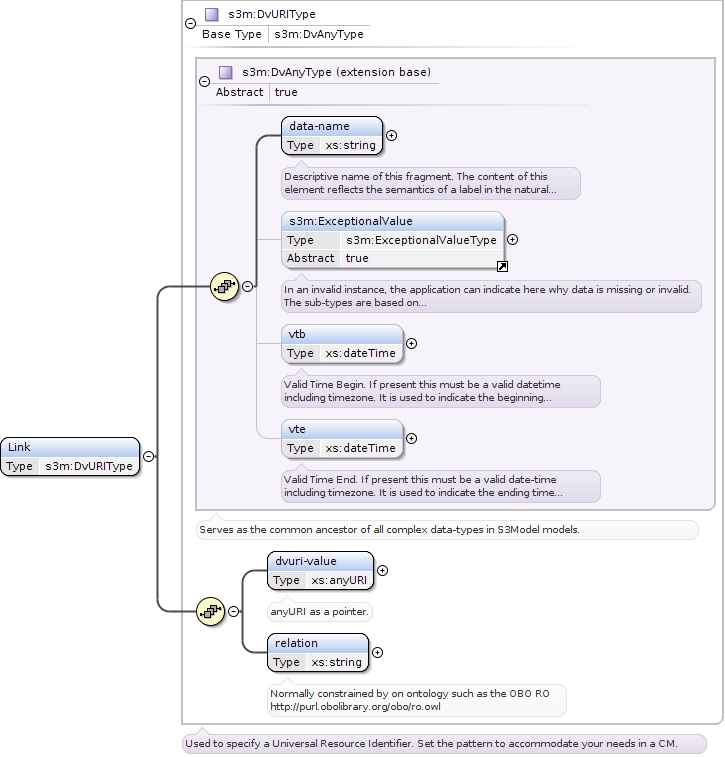 s3m:DvURIType
Base Type s3m:DvAnyType
s3m:DvAnyType (extension base)
Abstract true
data-name
Type xs:string
Descriptive name of this fragment. The content of this
element reflects the semantics of a label in the natural...
s3m:ExceptionalValue
Type s3m:ExceptionalValueType
Abstract true
In an invalid instance, the application can indicate here why data is missing or invalid.
The sub-types are based on...
vtb
Type xs:dateTime
Valid Time Begin. If present this must be a valid datetime
including timezone. It is used to indicate the beginning...
vte
Type xs:dateTime
Valid Time End. If present this must be a valid date-time
including timezone. It is used to indicate the ending time...
Link
Type s3m:DvURIType
Serves as the common ancestor of all complex data-types in S3Model models.
dvuri-value
Type xs:anyURI
anyURI as a pointer.
relation
Type xs:string
Normally constrained by on ontology such as the OBO RO
http://purl.obolibrary.org/obo/ro.owl
Used to specify a Universal Resource Identifier. Set the pattern to accommodate your needs in a CM.